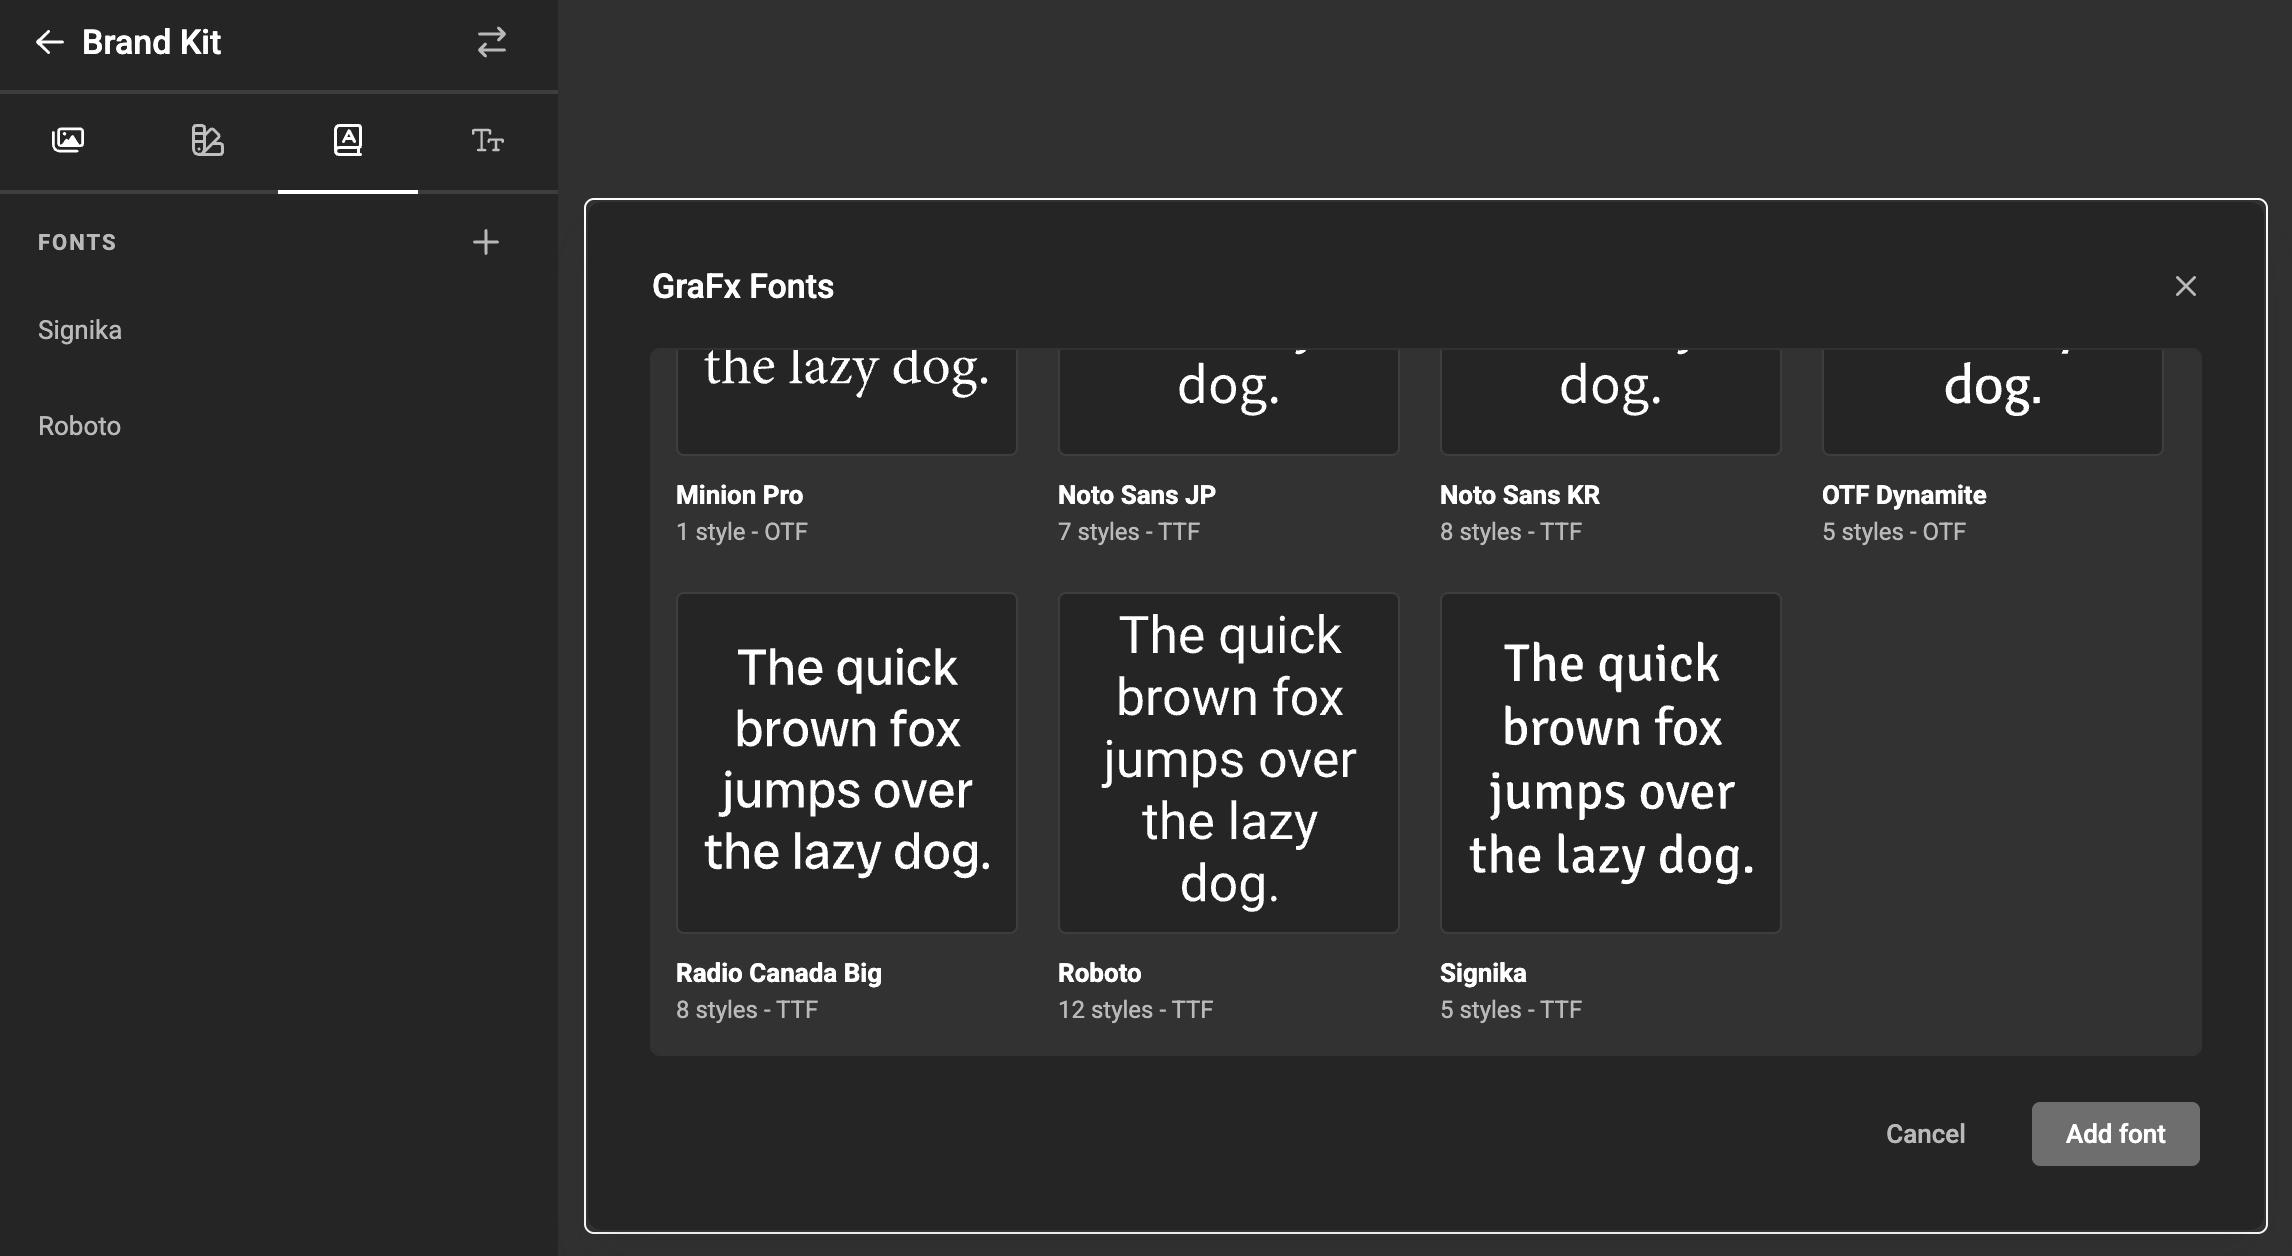 Brand Kit
FONTS
Signika
Roboto
GraFx Fonts
the lazy dog.
dog.
dog.
dog.
Minion Pro
1 style - OTF
Noto Sans JP
7 styles - TTF
Noto Sans KR
8 styles - TTF
OTF Dynamite
5 styles - OTF
The quick
brown fox
jumps over
the lazy dog.
Radio Canada Big
8 styles - TTF
The quick
brown fox
jumps over
the lazy
dog.
Roboto
12 styles - TTF
The quick
brown fox
jumps over
the lazy dog.
Signika
5 styles - TTF
Cancel
Add font